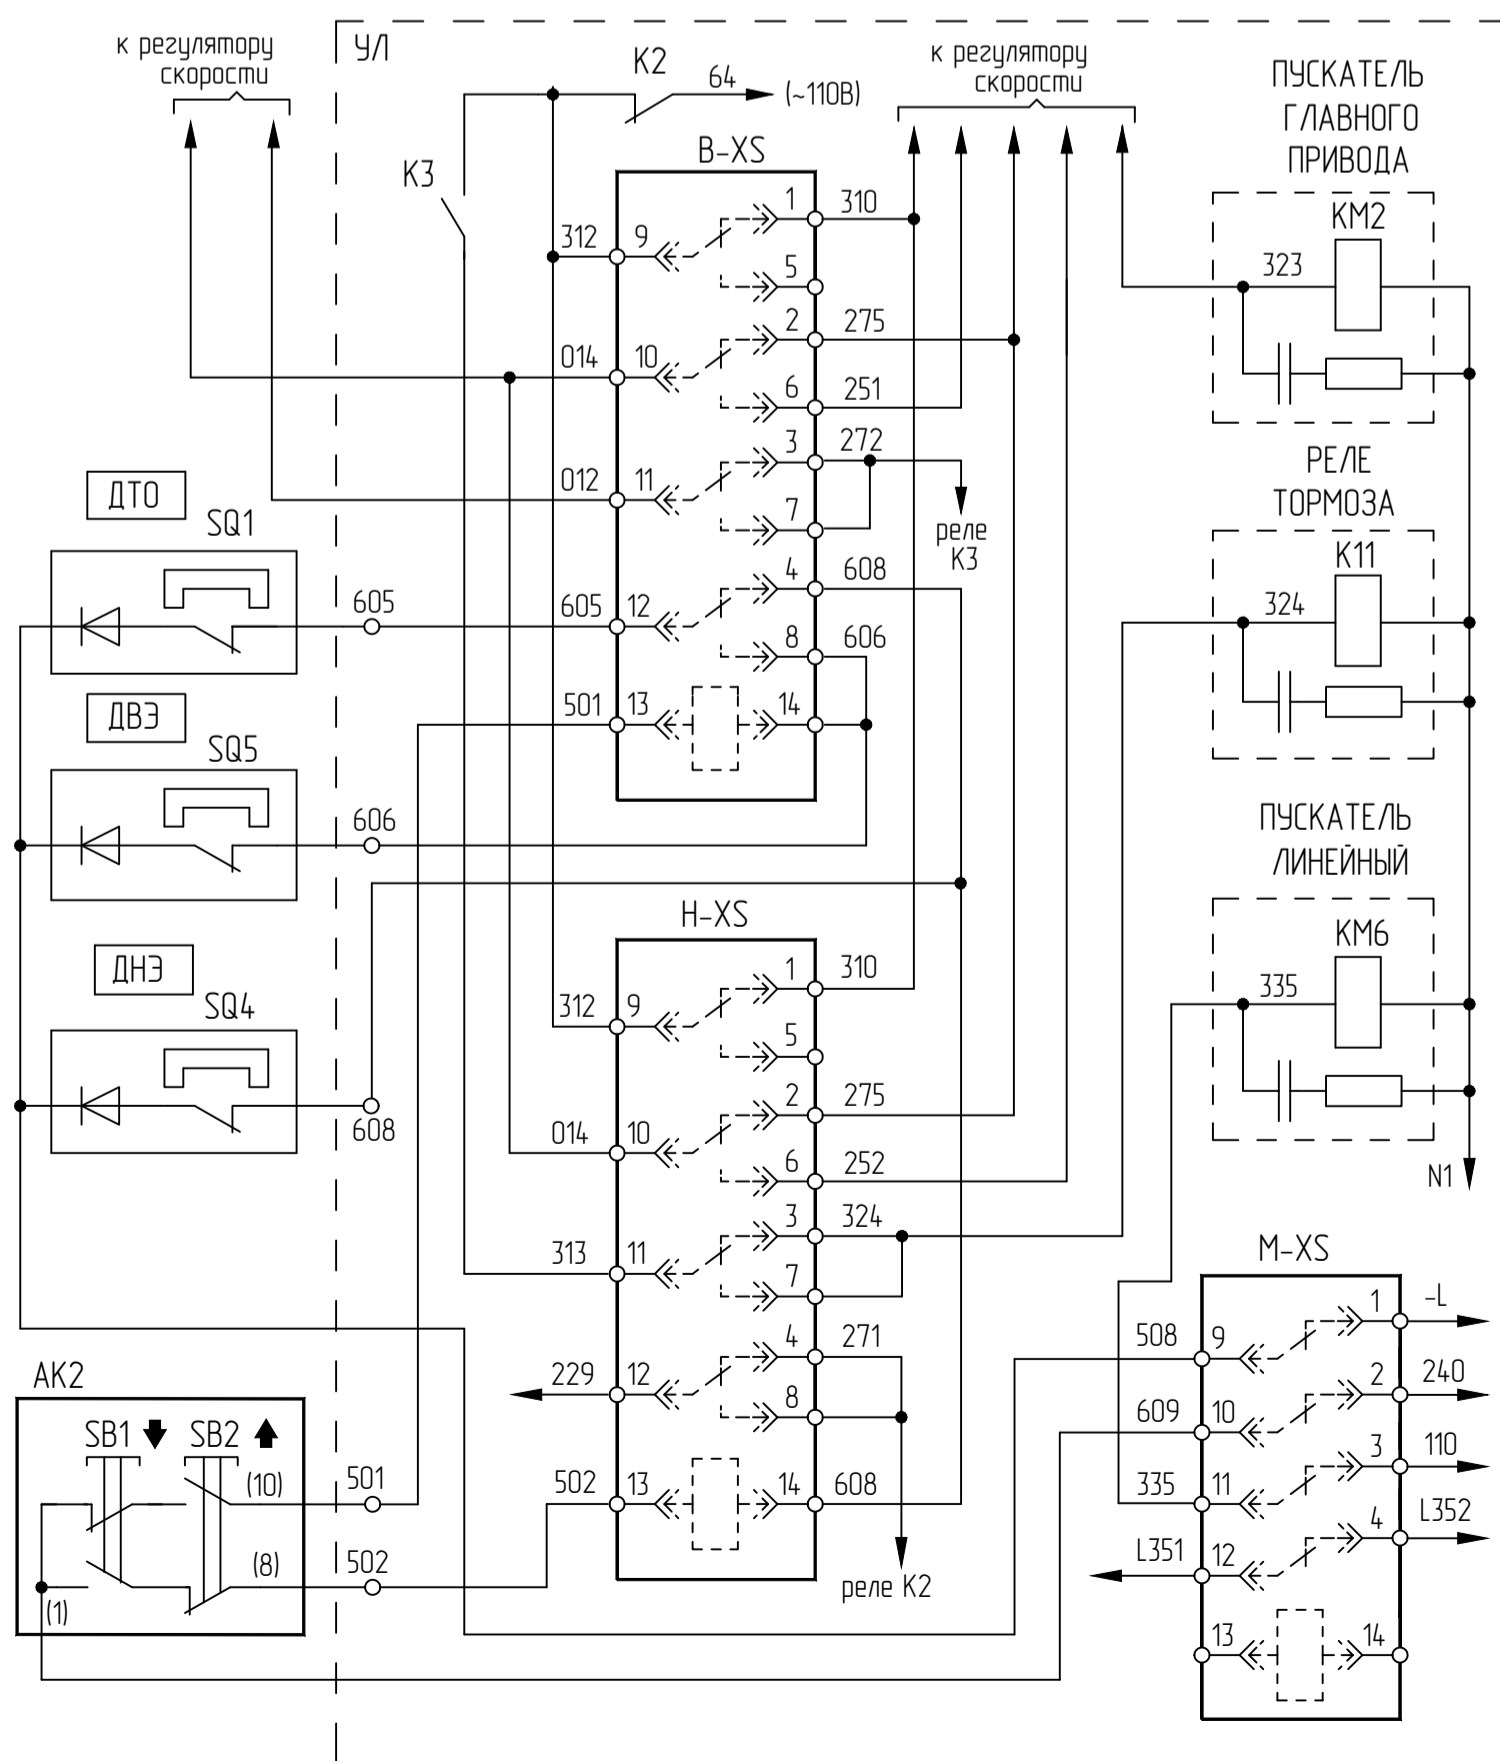 к регулятору
скорости
УЛ
К2
64
(~110В)
к регулятору
скорости
ПУСКАТЕЛЬ
ГЛАВНОГО
ПРИВОДА
К3
В-XS
1
310
312
9
5
КМ2
323
2
275
014
10
6
251
3
272
012
11
7
реле
К3
РЕЛЕ
ТОРМОЗА
К11
324
ДТО
SQ1
605
605
12
4
608
8
606
501
13
14
ДВЭ
SQ5
606
ПУСКАТЕЛЬ
ЛИНЕЙНЫЙ
КМ6
335
N1
Н-XS
1
310
312
9
5
ДНЭ
SQ4
608
2
275
014
10
6
252
3
324
313
11
7
4
271
229
12
8
502
13
14
608
реле К2
АК2
SB1
SB2
(10)
501
(8)
502
(1)
М-XS
1
-L
508
9
2
240
609
10
3
110
335
11
4
L352
L351
12
13
14